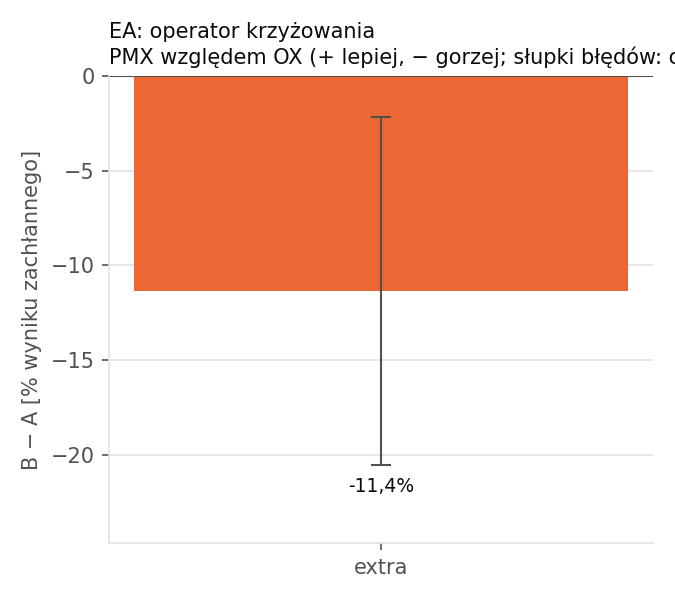 EA: operator krzyżowania
PMX względem OX (+ lepiej, − gorzej; słupki błędów:
0
−5
−10
−15
−20
B − A [% wyniku zachłannego]
-11,4%
extra